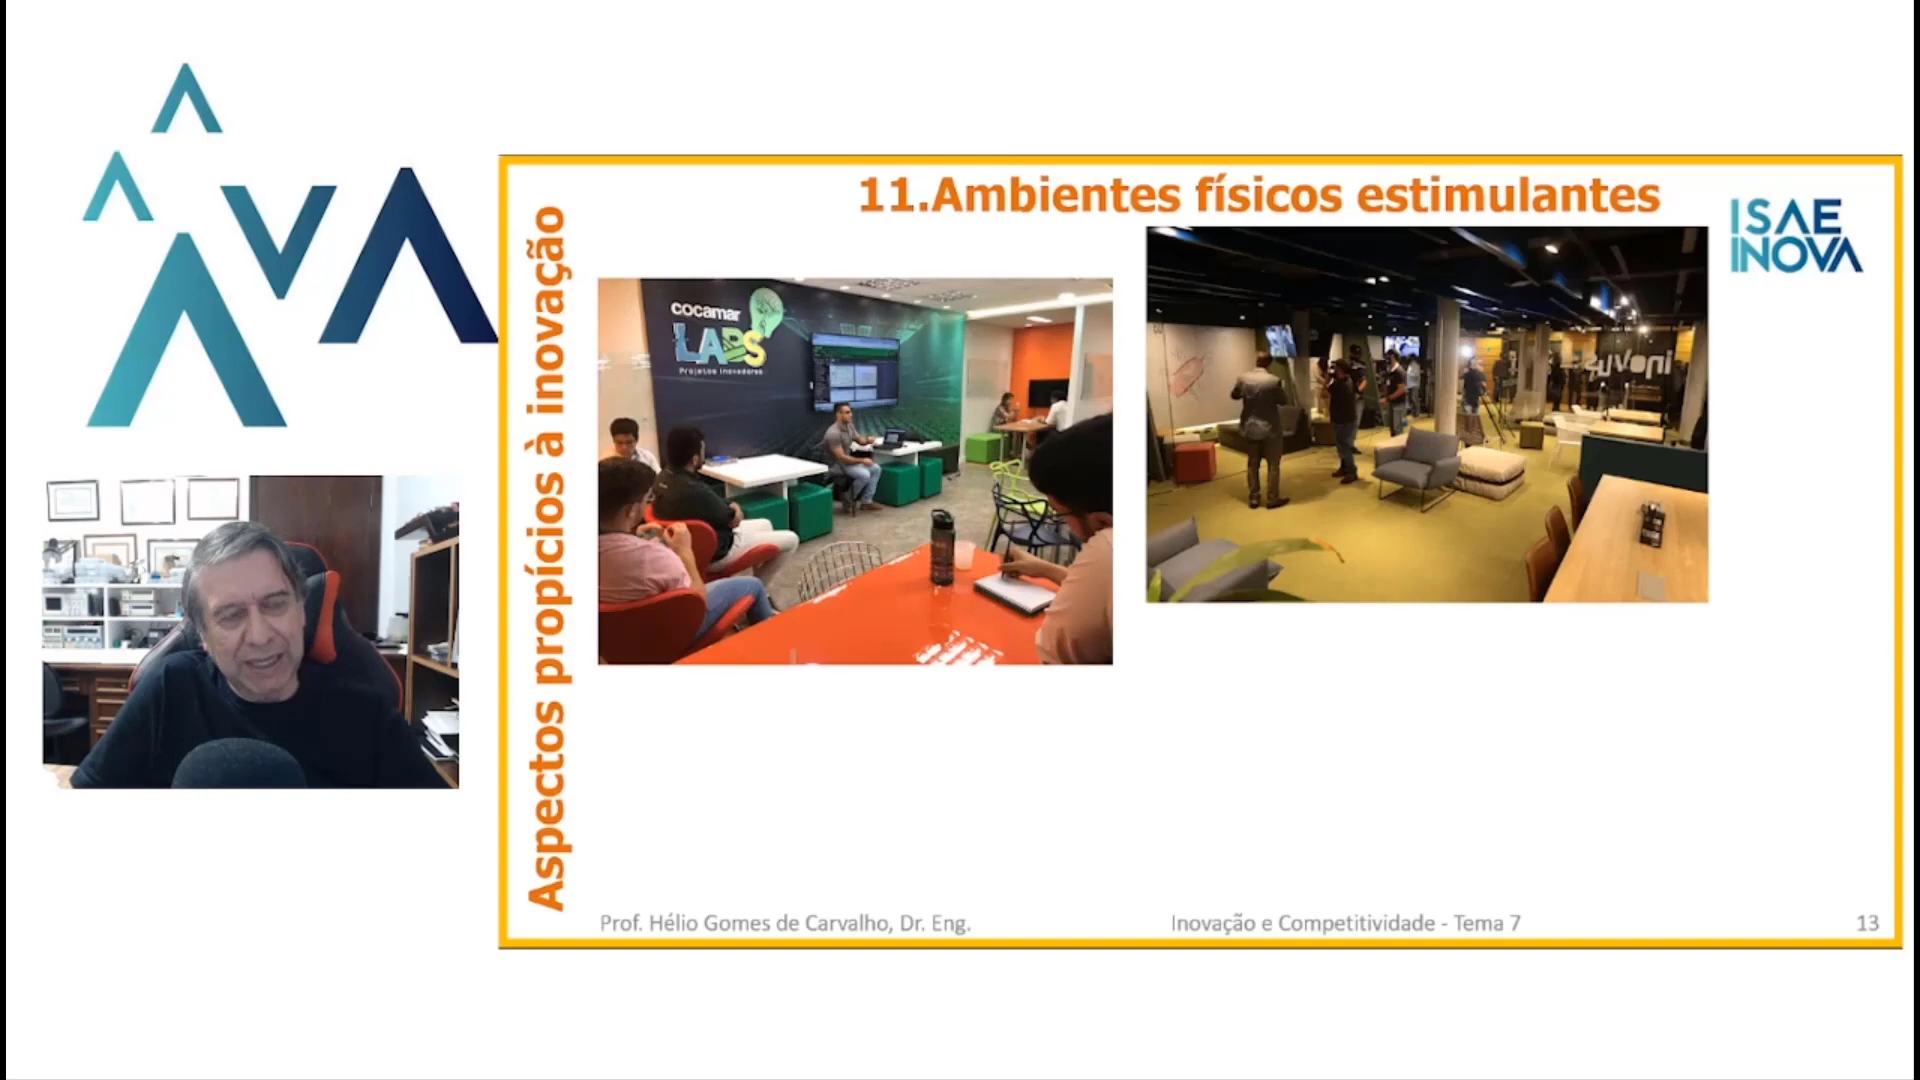 11.Ambientes físicos estimulantes
ISAE
INOVA
Aspectos propícios à inovação
cocamar
LABS
Projetos Inovadores
inovus
Prof. Hélio Gomes de Carvalho, Dr. Eng.
Inovação e Competitividade - Tema 7
13